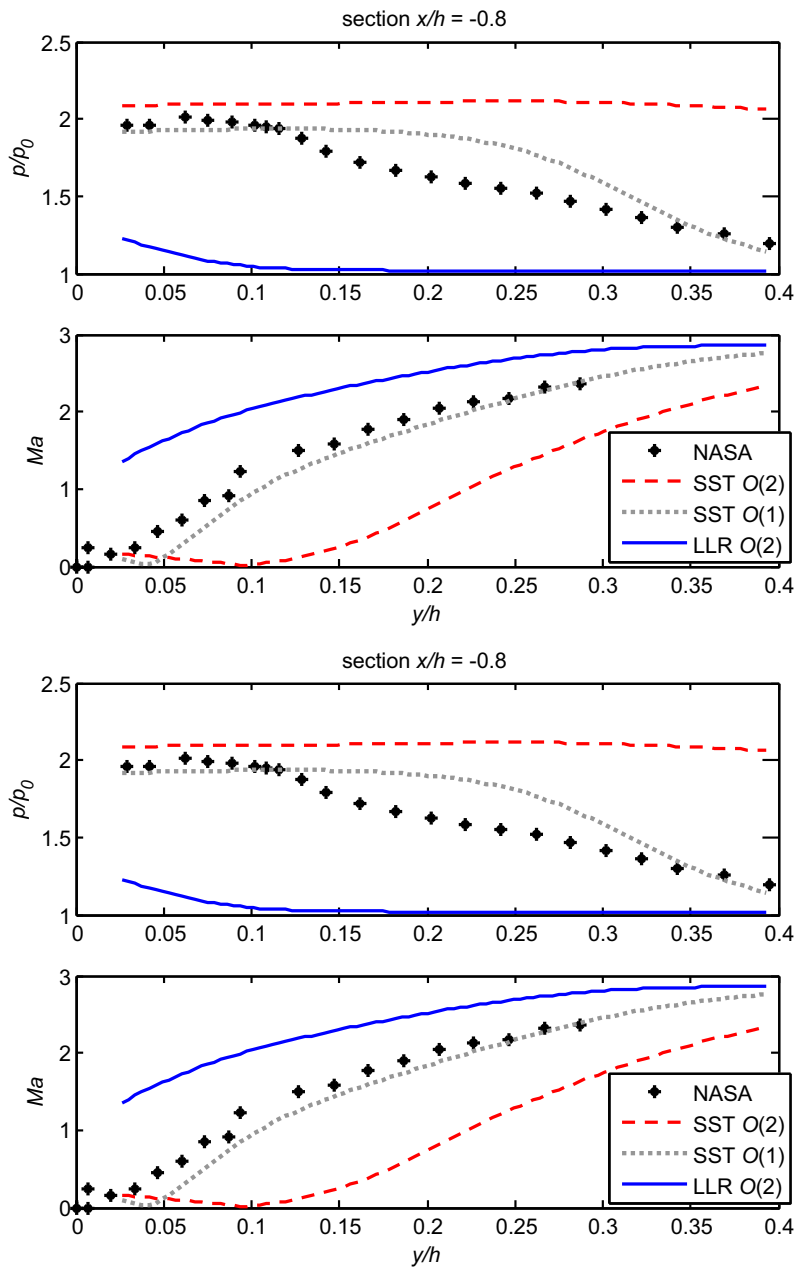 section x/h = -0.8
2.5
2
1.5
1
p/p0
0 0.05 0.1 0.15 0.2 0.25 0.3 0.35 0.4
3
2
1
0
Ma
NASA
SST O(2)
SST O(1)
LLR O(2)
0 0.05 0.1 0.15 0.2 0.25 0.3 0.35 0.4
y/h
section x/h = -0.8
2.5
2
1.5
1
p/p0
0 0.05 0.1 0.15 0.2 0.25 0.3 0.35 0.4
3
2
1
0
Ma
NASA
SST O(2)
SST O(1)
LLR O(2)
0 0.05 0.1 0.15 0.2 0.25 0.3 0.35 0.4
y/h